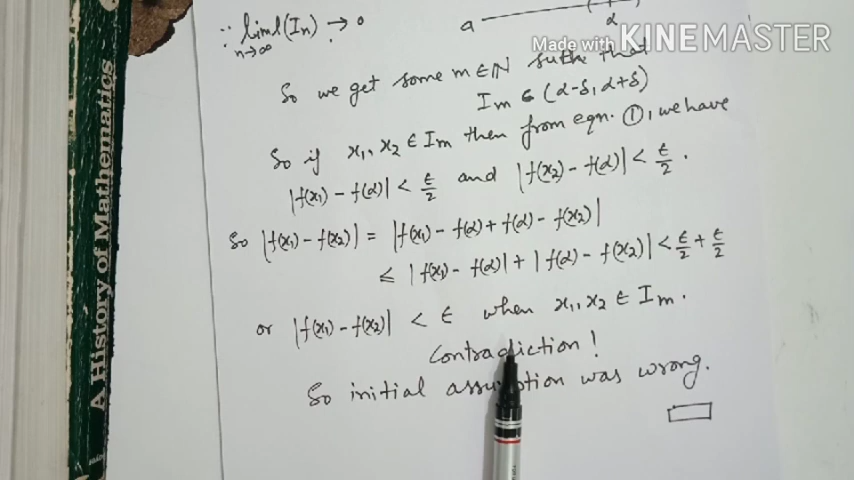 ∵ lim l(In) → 0
n→∞
a
α
Made with KINEMASTER
So we get some m ∈ ℕ suthe that
Im ⊂ (α-δ, α+δ)
So if x₁, x₂ ∈ Im then from eqn. ①, we have
|f(x₁) - f(α)| < ε/2 and |f(x₂) - f(α)| < ε/2.
So |f(x₁) - f(x₂)| = |f(x₁) - f(α) + f(α) - f(x₂)|
≤ |f(x₁) - f(α)| + |f(α) - f(x₂)| < ε/2 + ε/2
or |f(x₁) - f(x₂)| < ε when x₁, x₂ ∈ Im.
Contradiction!
So initial assumption was wrong.
A History of Mathematics